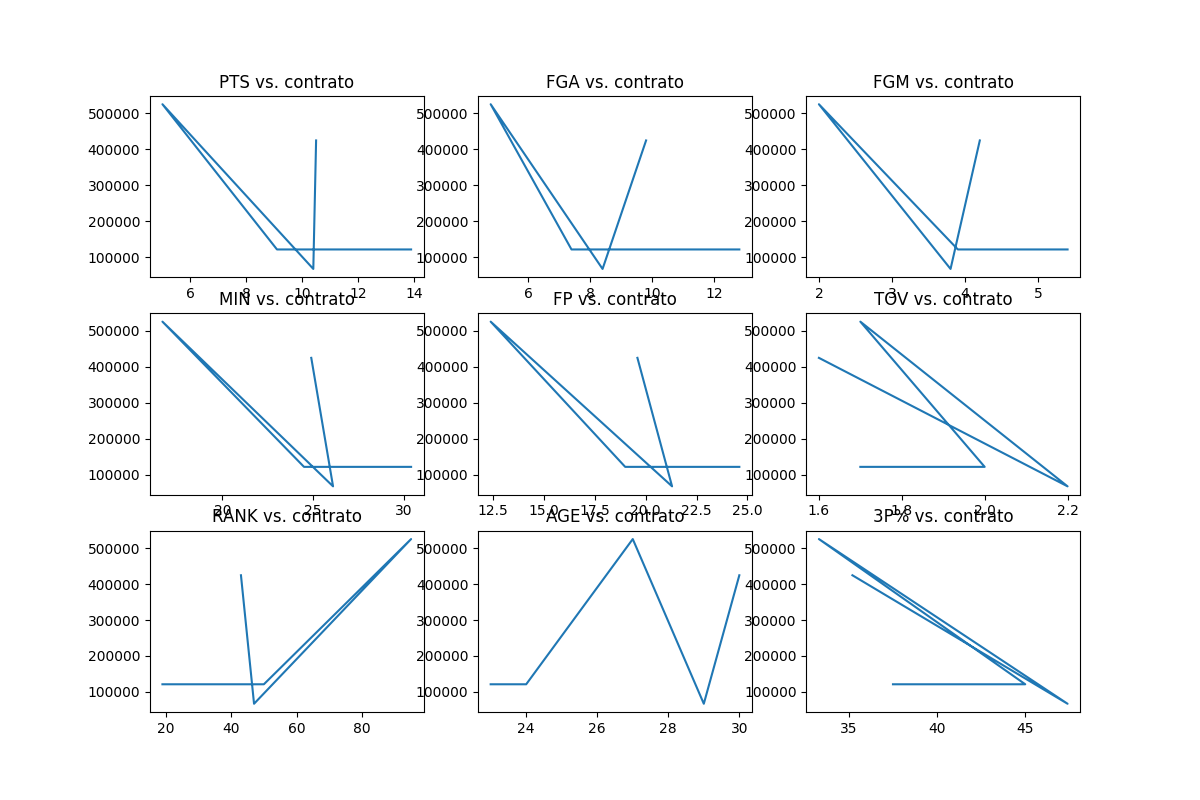 PTS vs. contrato
FGA vs. contrato
FGM vs. contrato
500000
400000
300000
200000
100000
6 8 10 12 14
500000
400000
300000
200000
100000
6 8 10 12
500000
400000
300000
200000
100000
2 3 4 5
MIN vs. contrato
FP vs. contrato
TOV vs. contrato
500000
400000
300000
200000
100000
20 25 30
500000
400000
300000
200000
100000
12.5 15.0 17.5 20.0 22.5 25.0
500000
400000
300000
200000
100000
1.6 1.8 2.0 2.2
RANK vs. contrato
AGE vs. contrato
3P% vs. contrato
500000
400000
300000
200000
100000
20 40 60 80
500000
400000
300000
200000
100000
24 26 28 30
500000
400000
300000
200000
100000
35 40 45